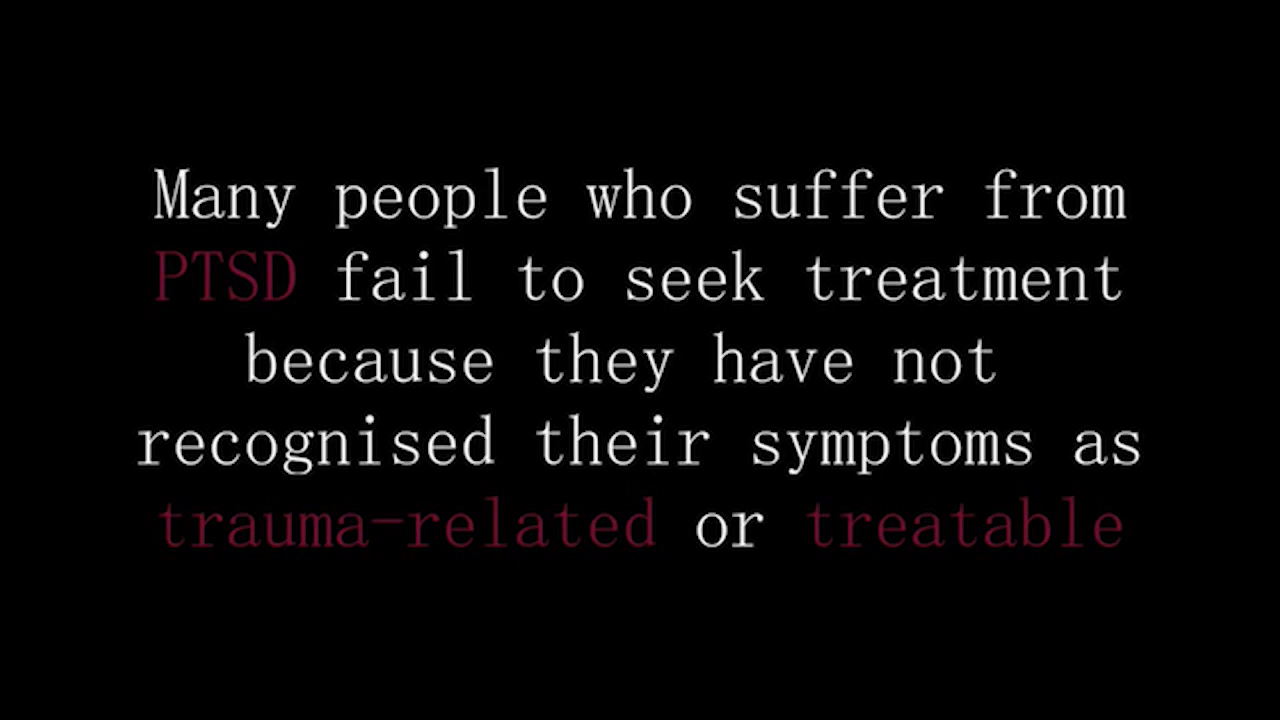 Many people who suffer from
PTSD fail to seek treatment
because they have not
recognised their symptoms as
trauma-related or treatable